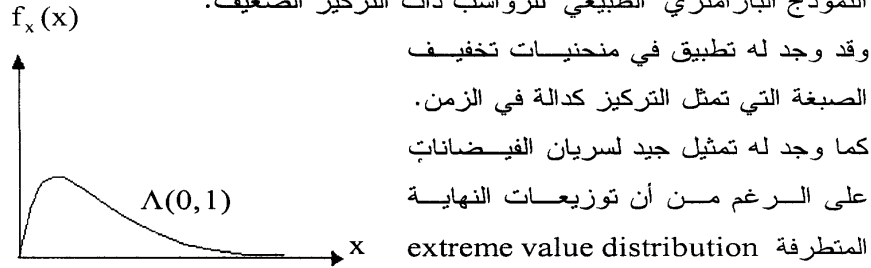 النموذج البارامتري الطبيعي للرواسب ذات التركيز الضعيف.
وقد وجد له تطبيق في منحنيات تخفيف
الصبغة التي تمثل التركيز كدالة في الزمن.
كما وجد له تمثيل جيد لسريان الفيضانات
على الرغم من أن توزيعات النهاية
المتطرفة extreme value distribution
f_x(x)
Λ(0,1)
x